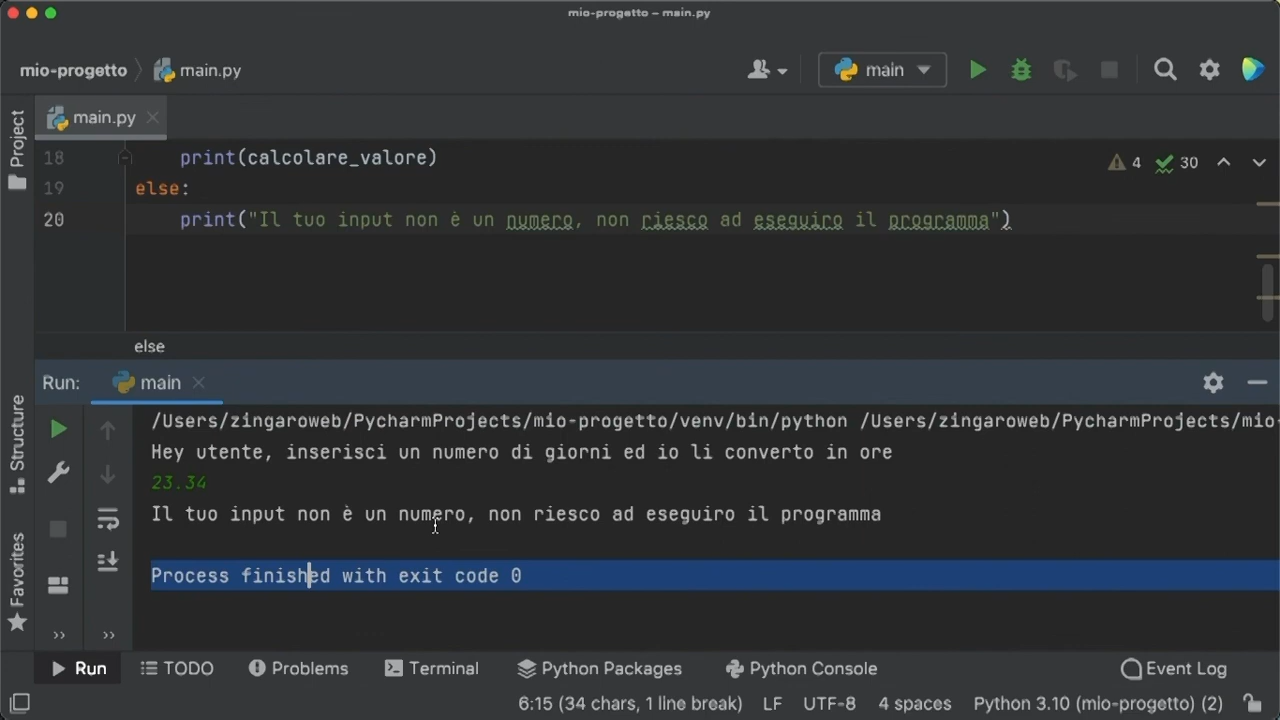 mio-progetto – main.py
mio-progetto main.py
main
Project
main.py
18 print(calcolare_valore)
4 30
19 else:
20 print("Il tuo input non è un numero, non riesco ad eseguiro il programma")
else
Run: main
Structure
Favorites
/Users/zingaroweb/PycharmProjects/mio-progetto/venv/bin/python /Users/zingaroweb/PycharmProjects/mio-
Hey utente, inserisci un numero di giorni ed io li converto in ore
23.34
Il tuo input non è un numero, non riesco ad eseguiro il programma
Process finished with exit code 0
Run TODO Problems Terminal Python Packages Python Console Event Log
6:15 (34 chars, 1 line break) LF UTF-8 4 spaces Python 3.10 (mio-progetto) (2)